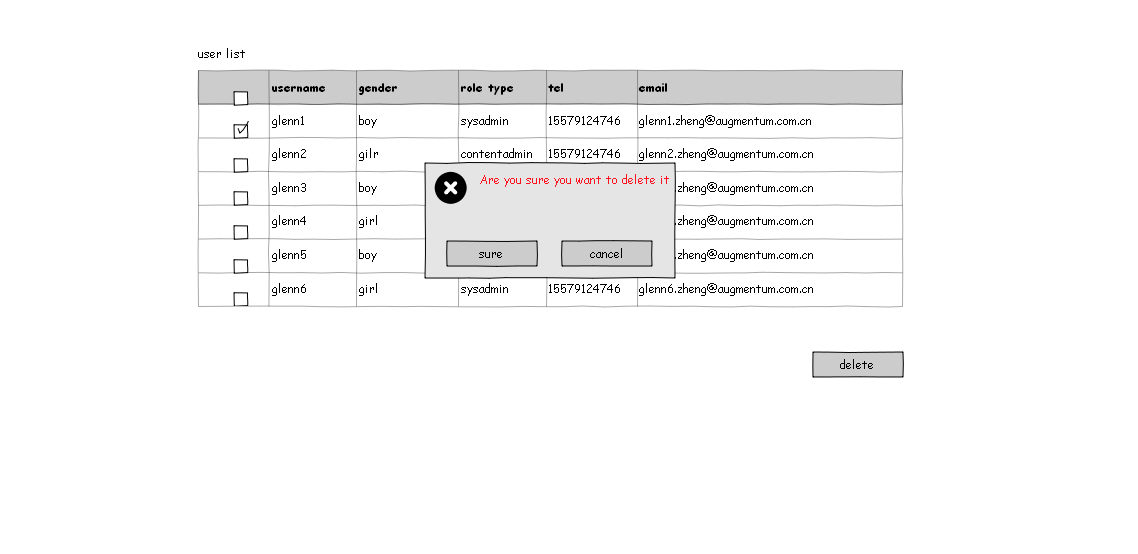 user list
username gender role type tel email
glenn1 boy sysadmin 15579124746 glenn1.zheng@augmentum.com.cn
glenn2 gilr contentadmin 15579124746 glenn2.zheng@augmentum.com.cn
Are you sure you want to delete it
glenn3 boy .zheng@augmentum.com.cn
glenn4 girl .zheng@augmentum.com.cn
glenn5 boy .zheng@augmentum.com.cn
sure cancel
glenn6 girl sysadmin 15579124746 glenn6.zheng@augmentum.com.cn
delete